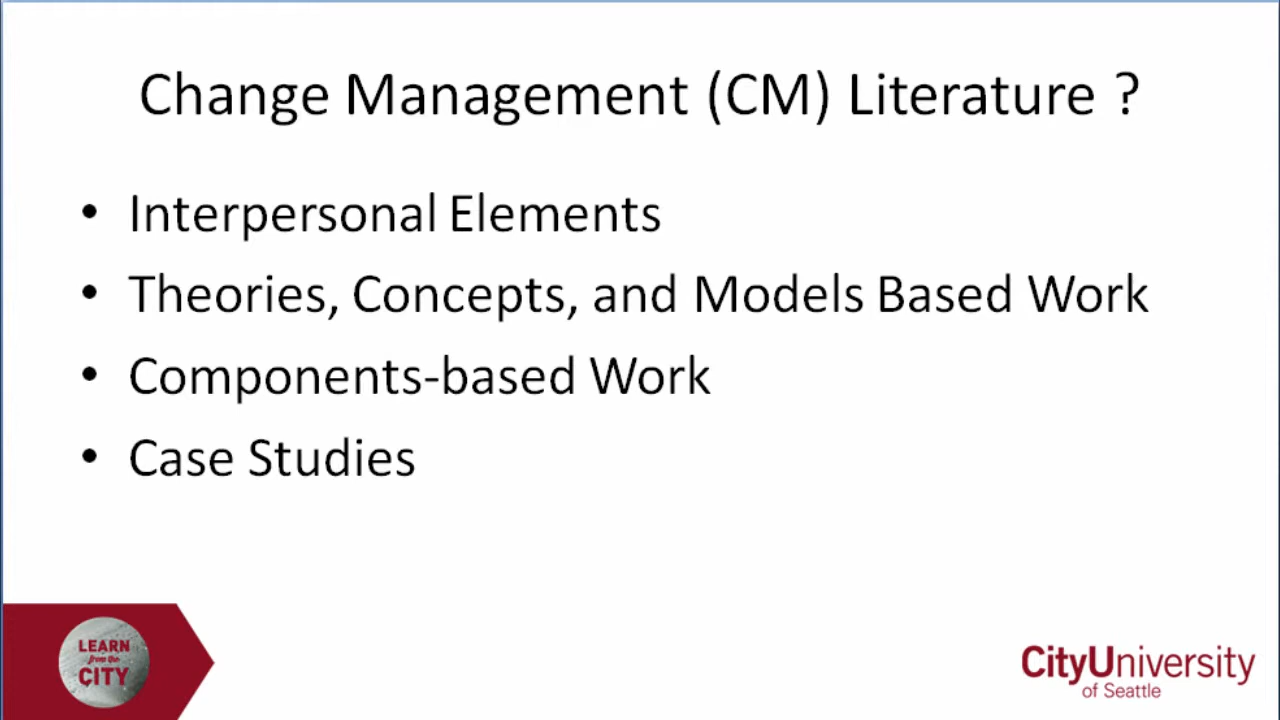 Change Management (CM) Literature ?
• Interpersonal Elements
• Theories, Concepts, and Models Based Work
• Components-based Work
• Case Studies
LEARN
from the
CITY
CityUniversity
of Seattle